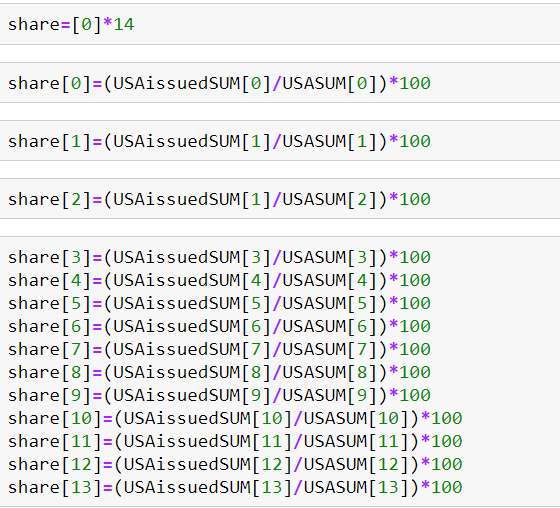 share=[0]*14
share[0]=(USAissuedSUM[0]/USASUM[0])*100
share[1]=(USAissuedSUM[1]/USASUM[1])*100
share[2]=(USAissuedSUM[1]/USASUM[2])*100
share[3]=(USAissuedSUM[3]/USASUM[3])*100
share[4]=(USAissuedSUM[4]/USASUM[4])*100
share[5]=(USAissuedSUM[5]/USASUM[5])*100
share[6]=(USAissuedSUM[6]/USASUM[6])*100
share[7]=(USAissuedSUM[7]/USASUM[7])*100
share[8]=(USAissuedSUM[8]/USASUM[8])*100
share[9]=(USAissuedSUM[9]/USASUM[9])*100
share[10]=(USAissuedSUM[10]/USASUM[10])*100
share[11]=(USAissuedSUM[11]/USASUM[11])*100
share[12]=(USAissuedSUM[12]/USASUM[12])*100
share[13]=(USAissuedSUM[13]/USASUM[13])*100